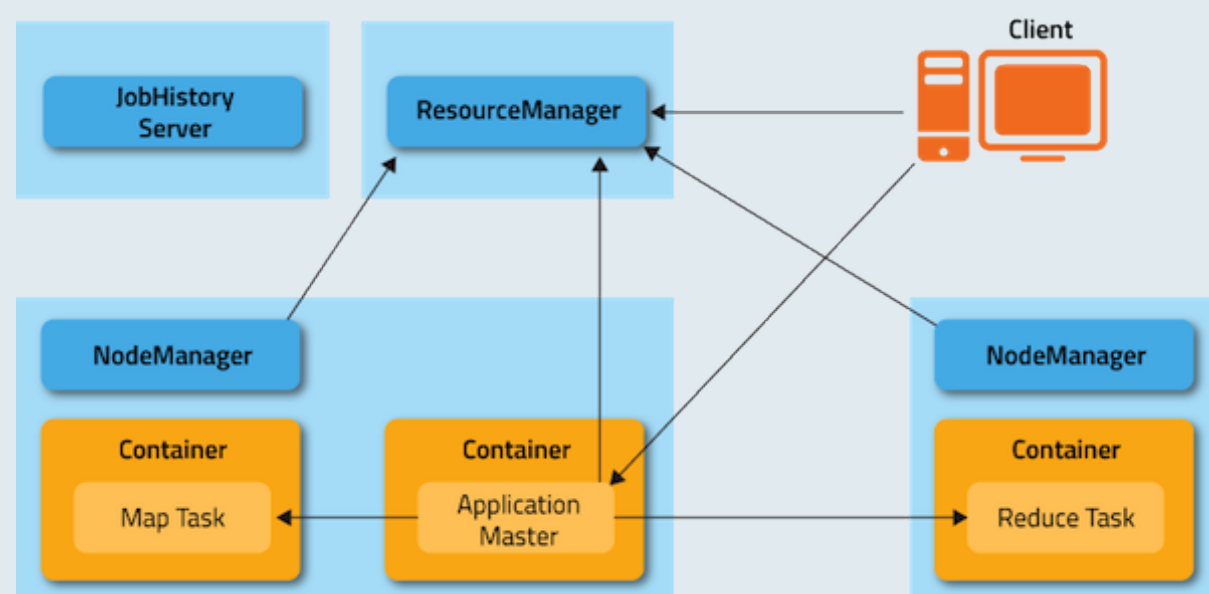 Client
JobHistory
Server
ResourceManager
NodeManager
NodeManager
Container
Map Task
Container
Application
Master
Container
Reduce Task